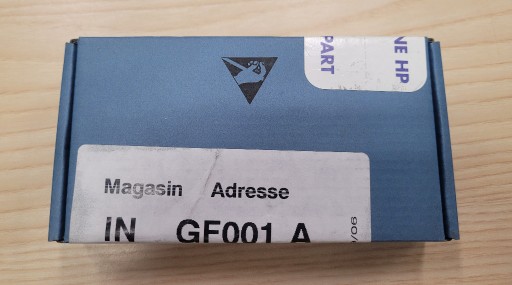 NE HP
PART
Magasin Adresse
IN GF001 A